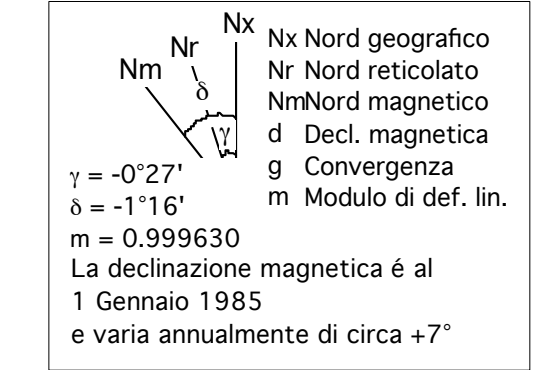 Nx
Nr
Nm
δ
γ
Nx Nord geografico
Nr Nord reticolato
NmNord magnetico
d Decl. magnetica
g Convergenza
m Modulo di def. lin.
γ = -0°27'
δ = -1°16'
m = 0.999630
La declinazione magnetica é al
1 Gennaio 1985
e varia annualmente di circa +7°